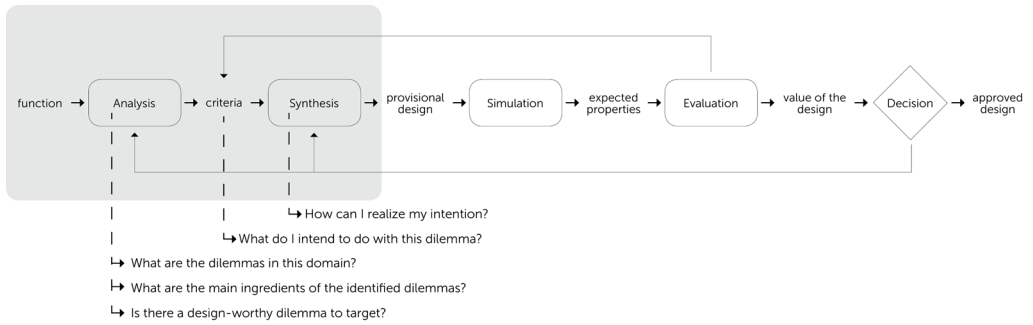 function
Analysis
criteria
Synthesis
provisional
design
Simulation
expected
properties
Evaluation
value of the
design
Decision
approved
design
How can I realize my intention?
What do I intend to do with this dilemma?
What are the dilemmas in this domain?
What are the main ingredients of the identified dilemmas?
Is there a design-worthy dilemma to target?